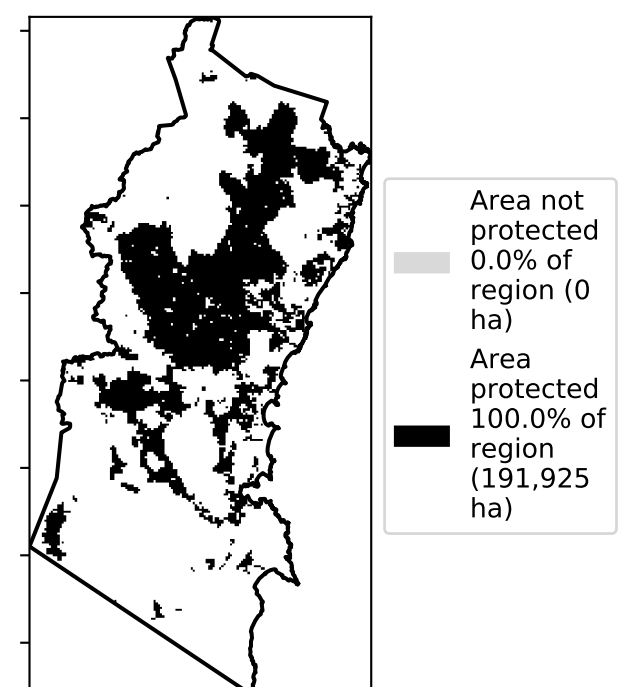 Area not
protected
0.0% of
region (0
ha)
Area
protected
100.0% of
region
(191,925
ha)